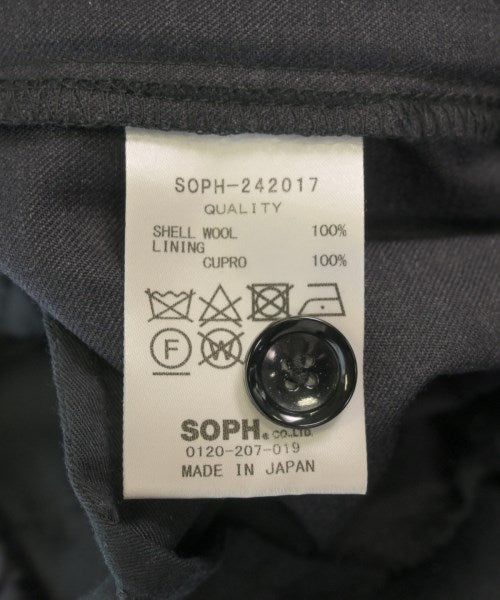 SOPH-242017
QUALITY
SHELL WOOL 100%
LINING
CUPRO 100%
F W
SOPH. CO.,LTD.
0120-207-019
MADE IN JAPAN